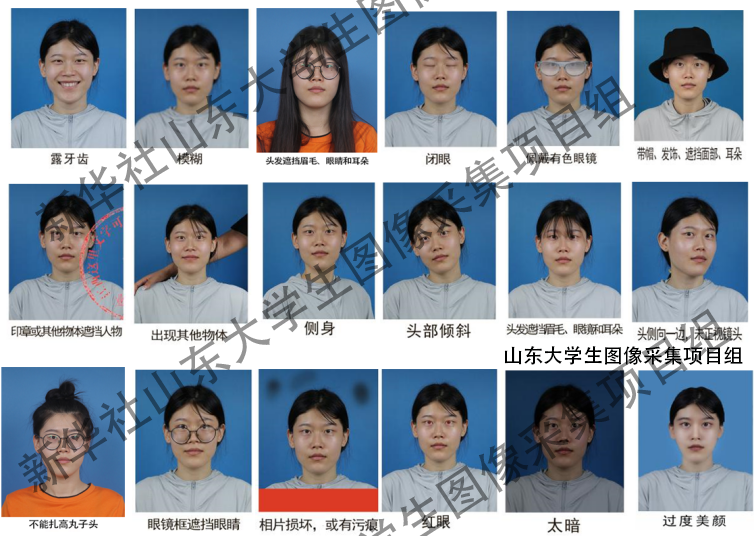 露牙齿
模糊
头发遮挡眉毛、眼睛和耳朵
闭眼
佩戴有色眼镜
带帽、发饰、遮挡面部、耳朵
印章或其他物体遮挡人物
出现其他物体
侧身
头部倾斜
头发遮挡眉毛、眼镜和耳朵
头侧向一边，未正视镜头
山东大学生图像采集项目组
不能扎高丸子头
眼镜框遮挡眼睛
相片损坏，或有污痕
红眼
太暗
过度美颜
新华社山东大学生图像采集项目组
新华社山东大学生图像采集项目组